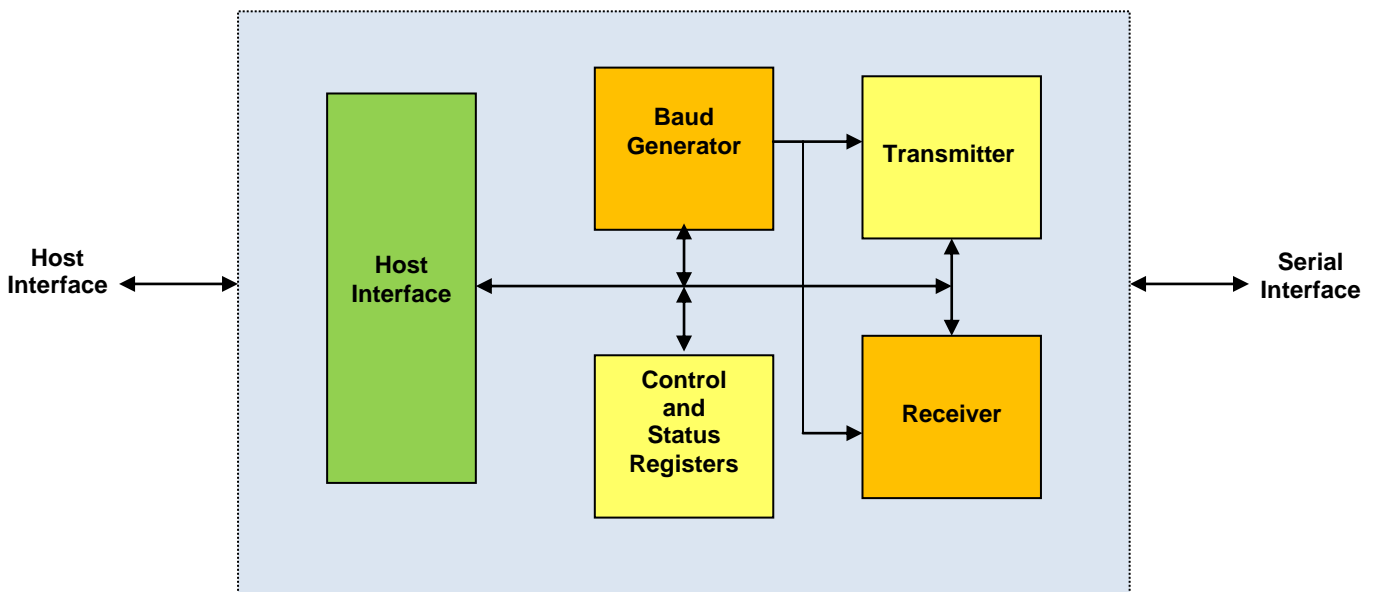 Host
Interface
Host
Interface
Baud
Generator
Control
and
Status
Registers
Transmitter
Receiver
Serial
Interface